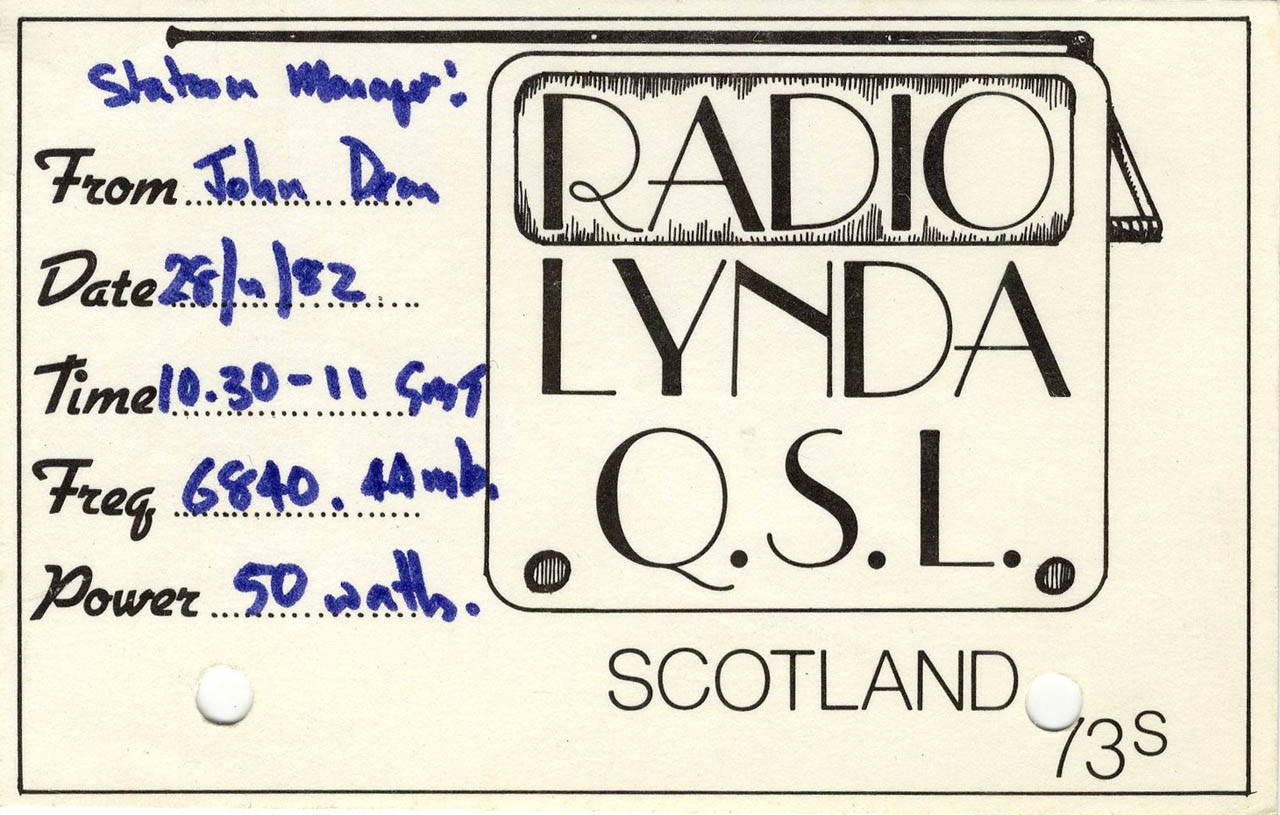 Station Manager:
From John Dean
Date 28/11/82
Time 10.30-11 GMT
Freq 6840. 44mb.
Power 50 watts.
RADIO
LYNDA
Q.S.L.
SCOTLAND
73s